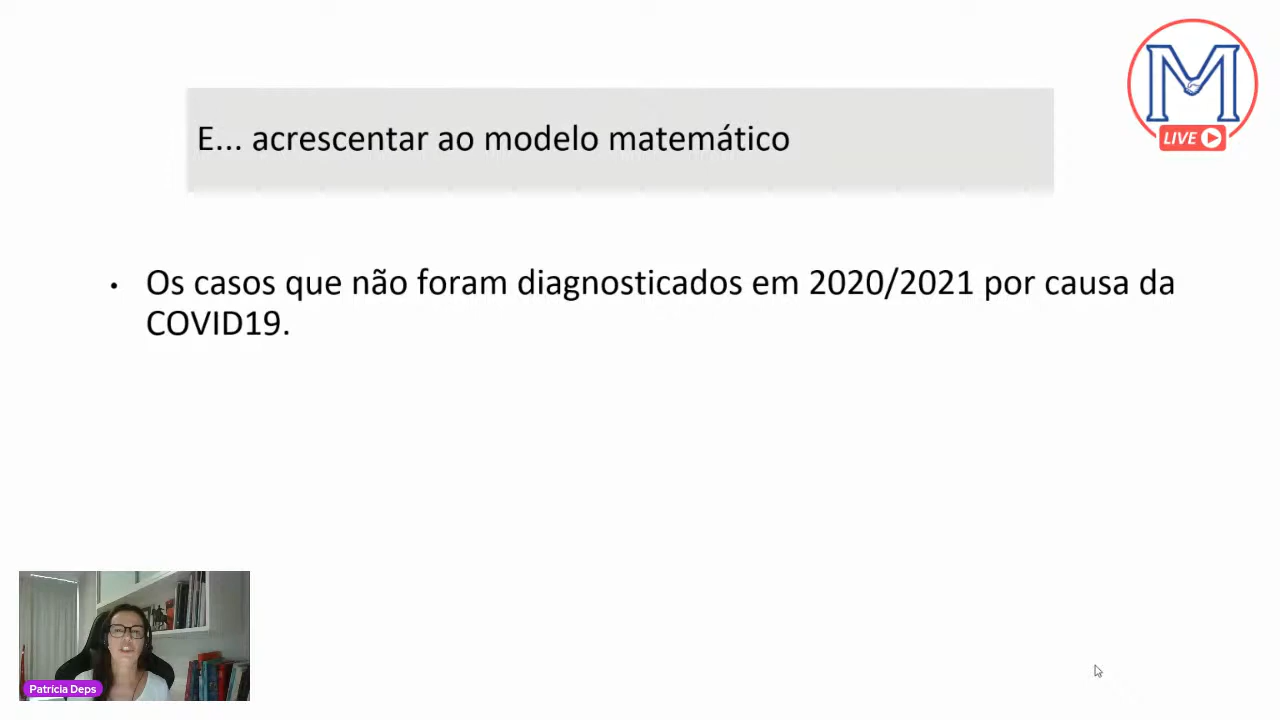 M
LIVE
E... acrescentar ao modelo matemático
• Os casos que não foram diagnosticados em 2020/2021 por causa da
COVID19.
Patrícia Deps